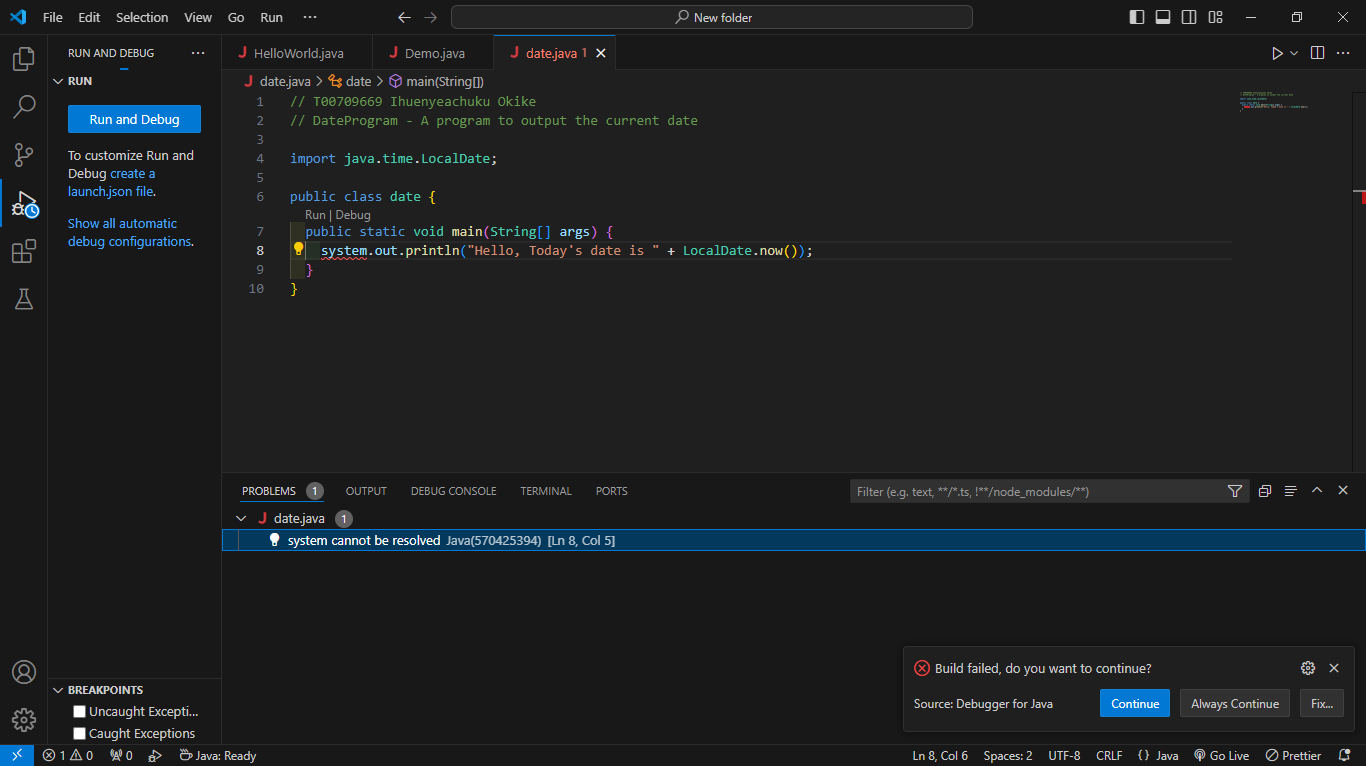 File Edit Selection View Go Run ··· New folder
RUN AND DEBUG ···
RUN
Run and Debug
To customize Run and
Debug create a
launch.json file.
Show all automatic
debug configurations.
HelloWorld.java Demo.java date.java 1
date.java > date > main(String[])
1 // T00709669 Ihuenyeachuku Okike
2 // DateProgram - A program to output the current date
3
4 import java.time.LocalDate;
5
6 public class date {
Run | Debug
7 public static void main(String[] args) {
8 system.out.println("Hello, Today's date is " + LocalDate.now());
9 }
10 }
PROBLEMS 1 OUTPUT DEBUG CONSOLE TERMINAL PORTS Filter (e.g. text, **/*.ts, !**/node_modules/**)
date.java 1
system cannot be resolved Java(570425394) [Ln 8, Col 5]
BREAKPOINTS
Uncaught Excepti...
Caught Exceptions
Build failed, do you want to continue?
Source: Debugger for Java Continue Always Continue Fix...
1 0 0 Java: Ready Ln 8, Col 6 Spaces: 2 UTF-8 CRLF {} Java Go Live Prettier